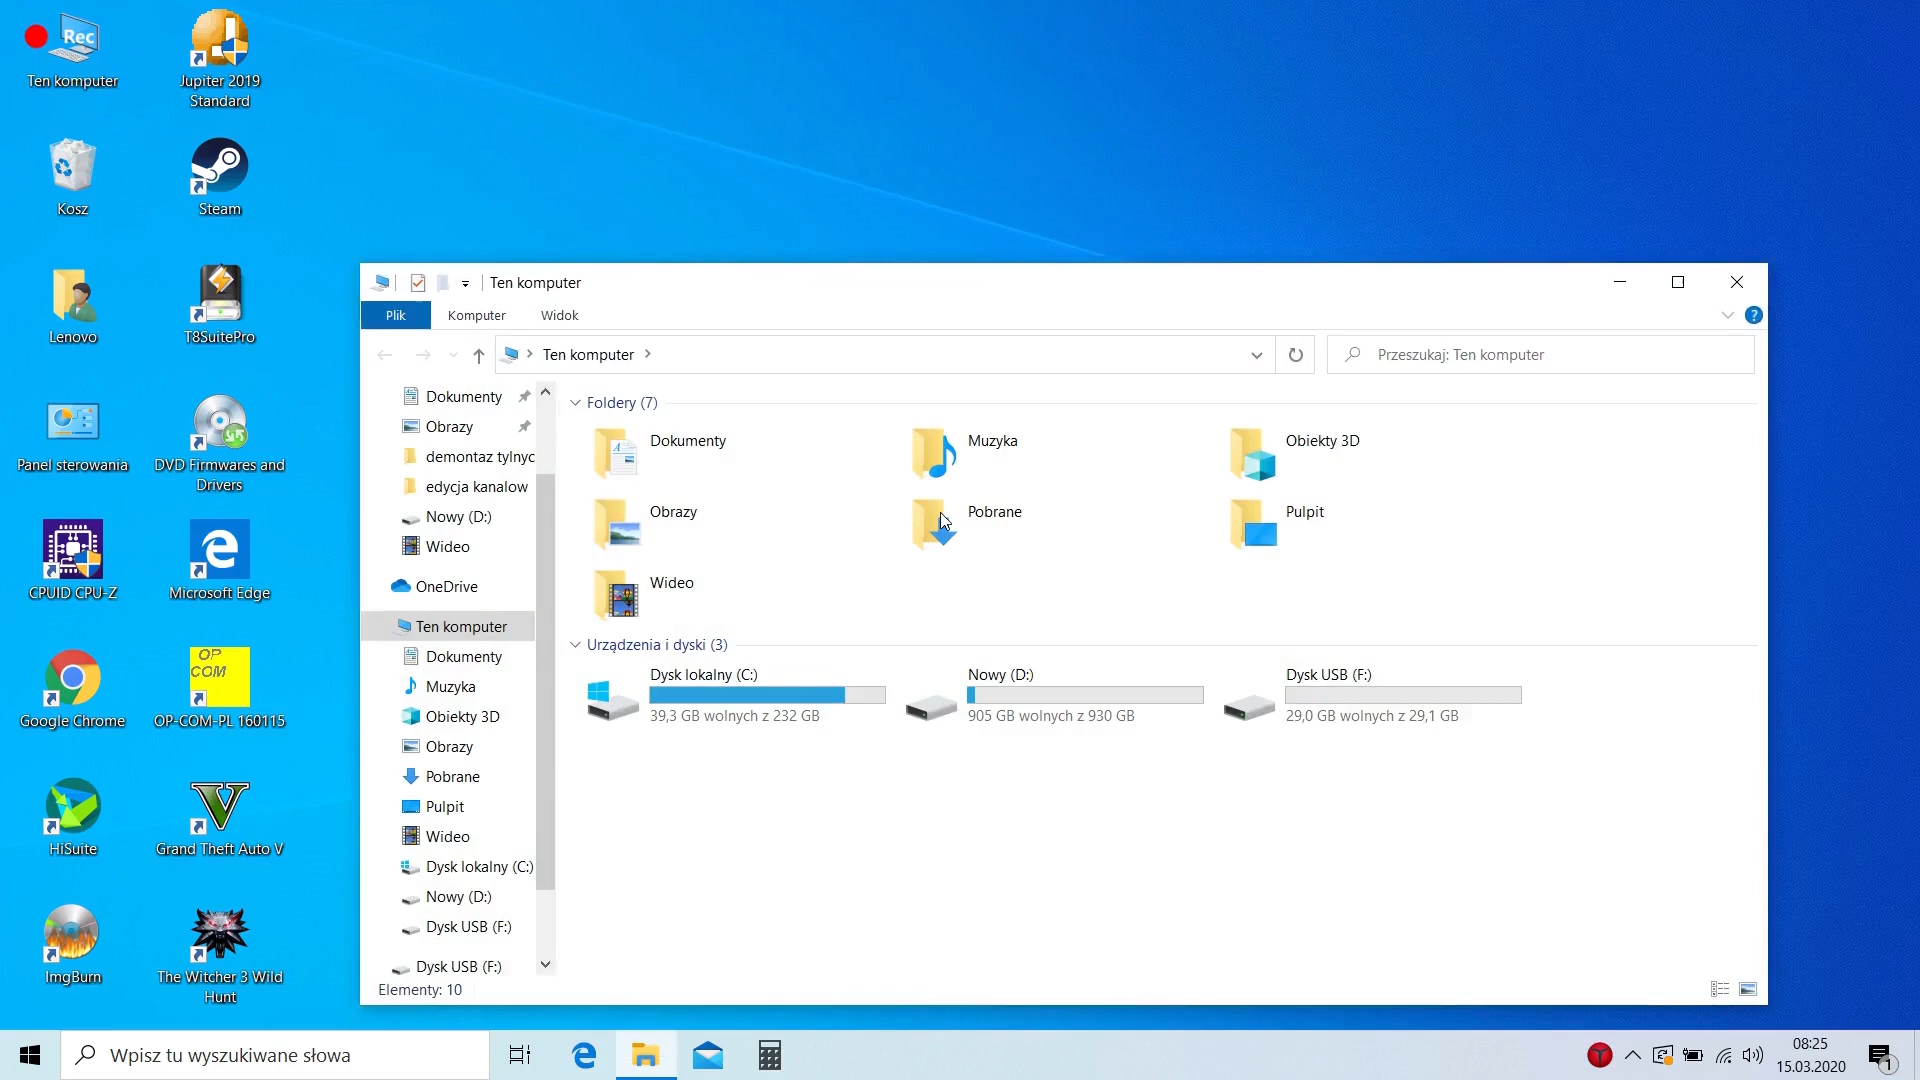 Rec
Ten komputer
Jupiter 2019
Standard
Kosz
Steam
Lenovo
T8SuitePro
Panel sterowania
DVD Firmwares and
Drivers
CPUID CPU-Z
Microsoft Edge
Google Chrome
OP
COM
OP-COM-PL 160115
HiSuite
Grand Theft Auto V
ImgBurn
The Witcher 3 Wild
Hunt
Ten komputer
Plik
Komputer
Widok
Ten komputer
Przeszukaj: Ten komputer
Dokumenty
Obrazy
demontaz tylnyc
edycja kanalow
Nowy (D:)
Wideo
OneDrive
Ten komputer
Dokumenty
Muzyka
Obiekty 3D
Obrazy
Pobrane
Pulpit
Wideo
Dysk lokalny (C:)
Nowy (D:)
Dysk USB (F:)
Dysk USB (F:)
Foldery (7)
Dokumenty
Muzyka
Obiekty 3D
Obrazy
Pobrane
Pulpit
Wideo
Urządzenia i dyski (3)
Dysk lokalny (C:)
39,3 GB wolnych z 232 GB
Nowy (D:)
905 GB wolnych z 930 GB
Dysk USB (F:)
29,0 GB wolnych z 29,1 GB
Elementy: 10
Wpisz tu wyszukiwane słowa
08:25
15.03.2020
1